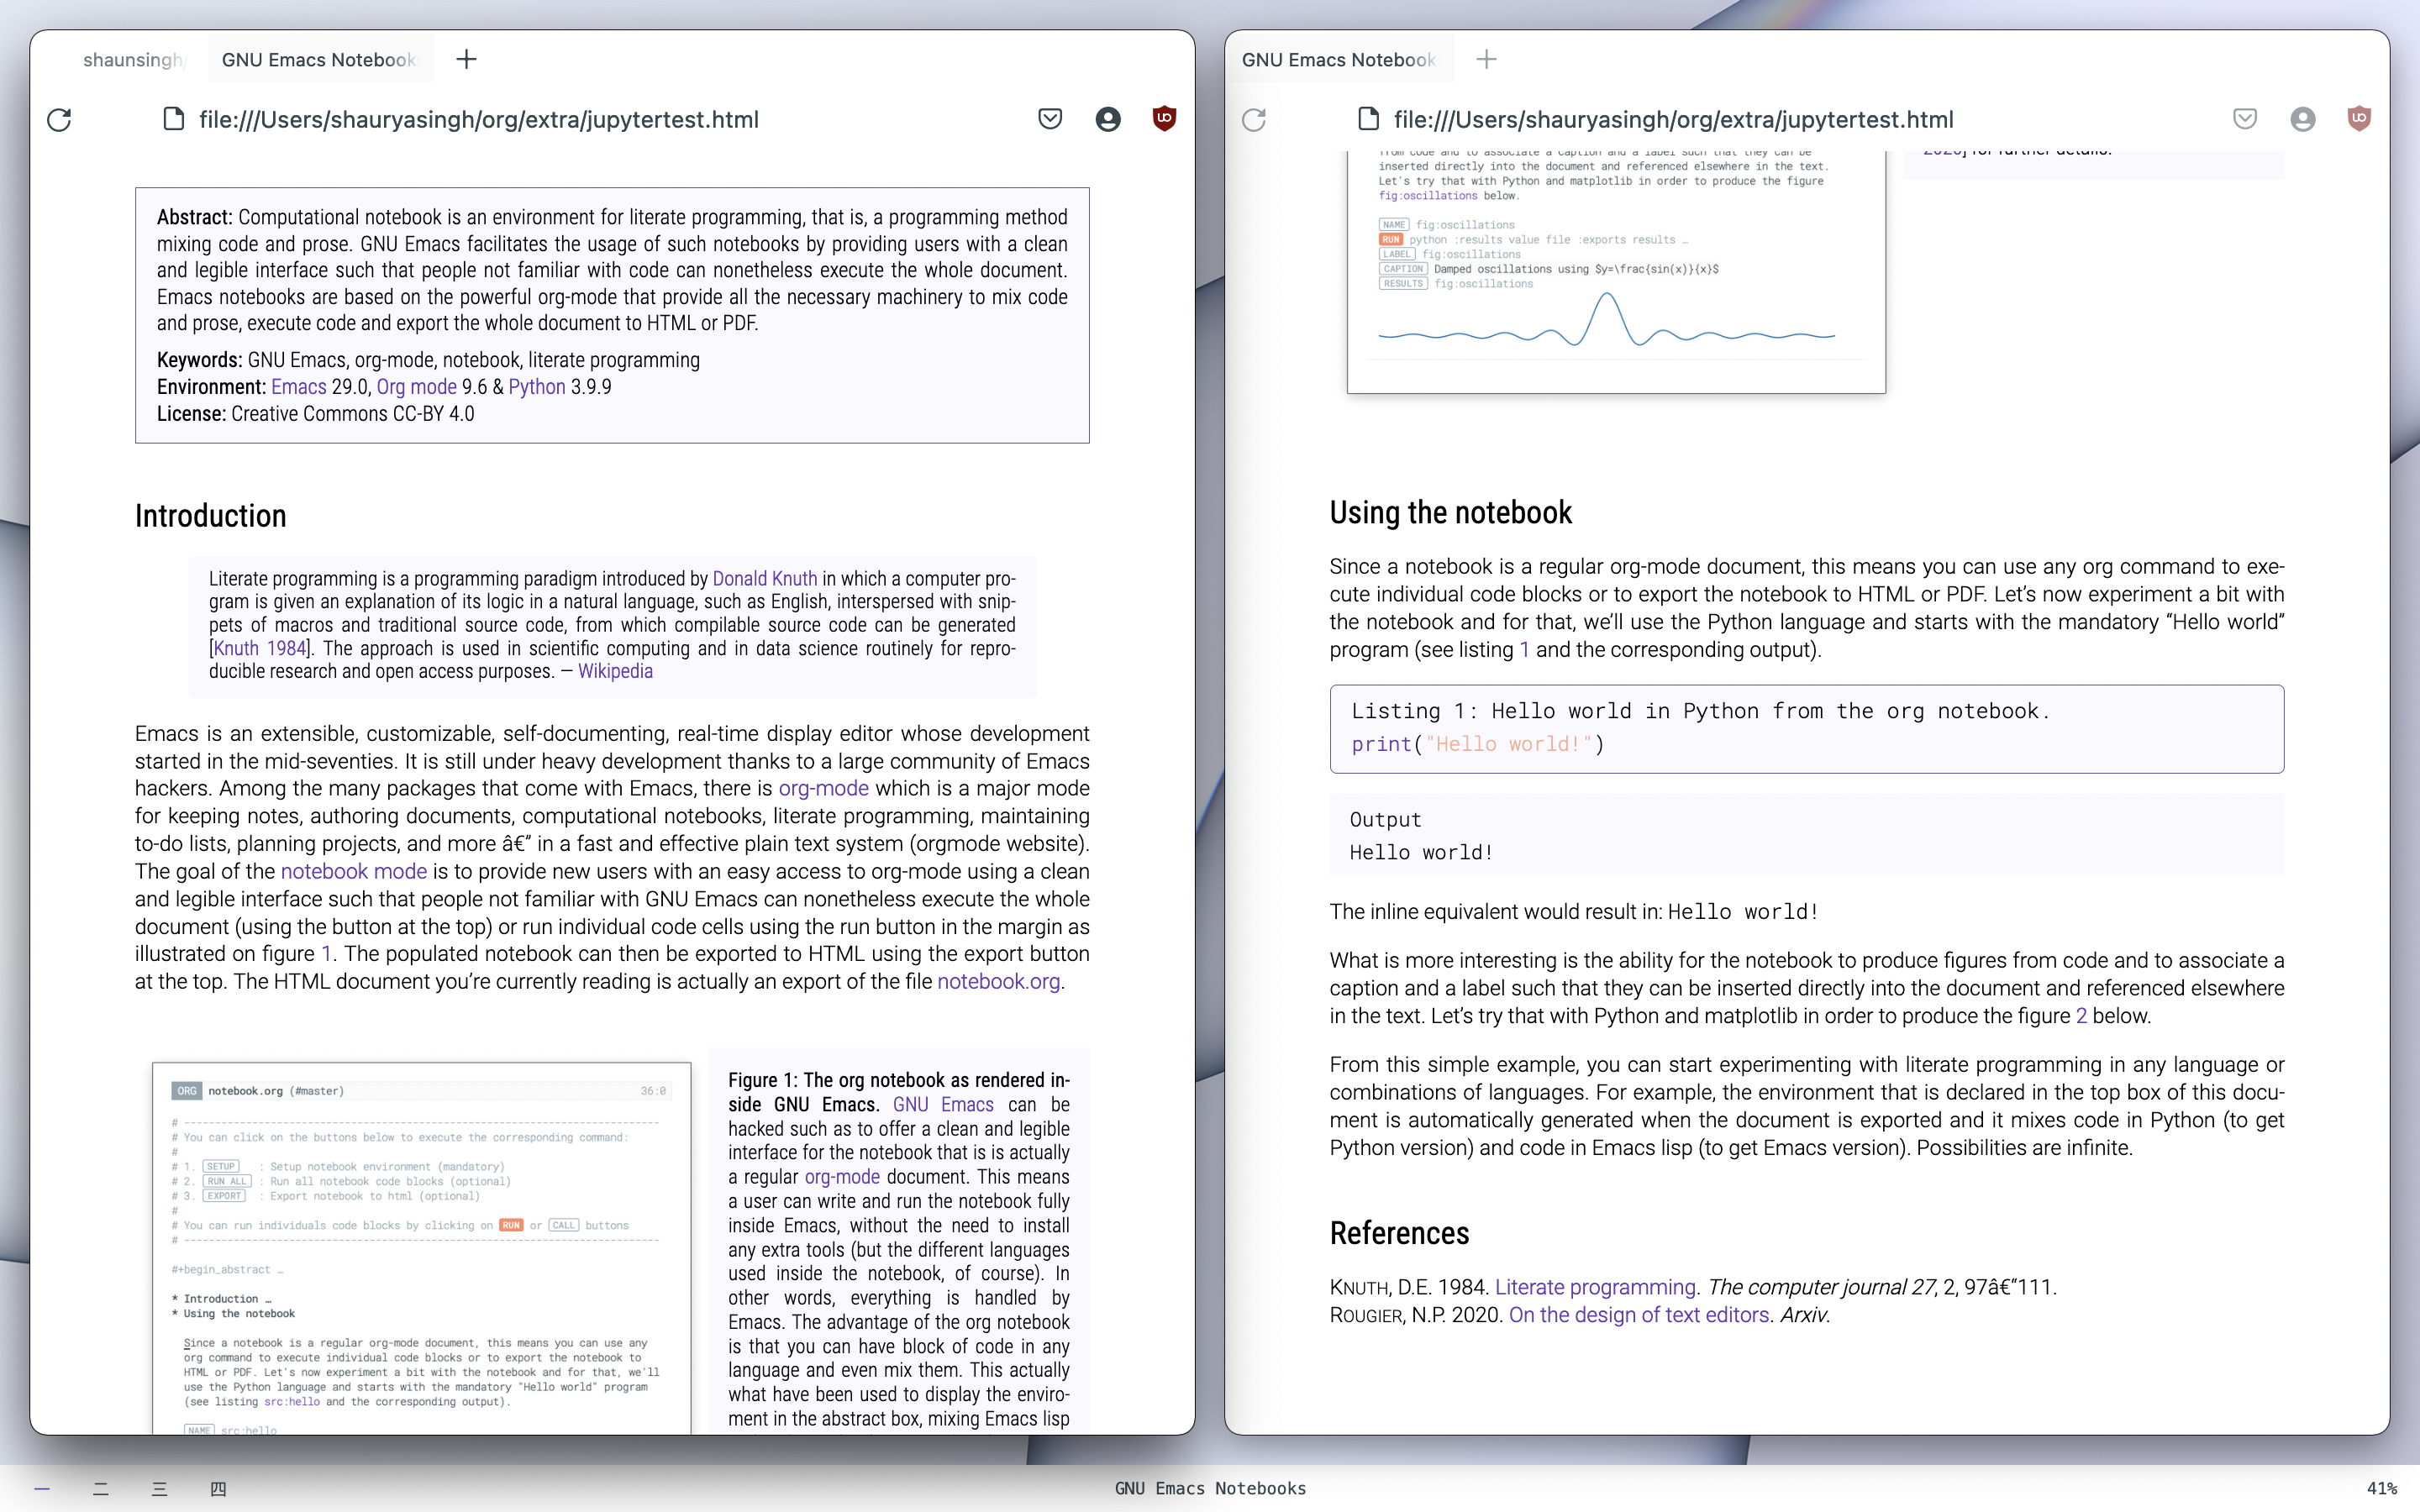 shaunsingh/
GNU Emacs Notebook
file:///Users/shauryasingh/org/extra/jupytertest.html
Abstract: Computational notebook is an environment for literate programming, that is, a programming method
mixing code and prose. GNU Emacs facilitates the usage of such notebooks by providing users with a clean
and legible interface such that people not familiar with code can nonetheless execute the whole document.
Emacs notebooks are based on the powerful org-mode that provide all the necessary machinery to mix code
and prose, execute code and export the whole document to HTML or PDF.
Keywords: GNU Emacs, org-mode, notebook, literate programming
Environment: Emacs 29.0, Org mode 9.6 & Python 3.9.9
License: Creative Commons CC-BY 4.0
Introduction
Literate programming is a programming paradigm introduced by Donald Knuth in which a computer pro-
gram is given an explanation of its logic in a natural language, such as English, interspersed with snip-
pets of macros and traditional source code, from which compilable source code can be generated
[Knuth 1984]. The approach is used in scientific computing and in data science routinely for repro-
ducible research and open access purposes. — Wikipedia
Emacs is an extensible, customizable, self-documenting, real-time display editor whose development
started in the mid-seventies. It is still under heavy development thanks to a large community of Emacs
hackers. Among the many packages that come with Emacs, there is org-mode which is a major mode
for keeping notes, authoring documents, computational notebooks, literate programming, maintaining
to-do lists, planning projects, and more â€” in a fast and effective plain text system (orgmode website).
The goal of the notebook mode is to provide new users with an easy access to org-mode using a clean
and legible interface such that people not familiar with GNU Emacs can nonetheless execute the whole
document (using the button at the top) or run individual code cells using the run button in the margin as
illustrated on figure 1. The populated notebook can then be exported to HTML using the export button
at the top. The HTML document you’re currently reading is actually an export of the file notebook.org.
ORG notebook.org (#master) 36:0
# --------------------------------------------------------------------
# You can click on the buttons below to execute the corresponding command:
#
# 1. SETUP : Setup notebook environment (mandatory)
# 2. RUN ALL : Run all notebook code blocks (optional)
# 3. EXPORT : Export notebook to html (optional)
#
# You can run individuals code blocks by clicking on RUN or CALL buttons
# --------------------------------------------------------------------
#+begin_abstract …
* Introduction …
* Using the notebook
Since a notebook is a regular org-mode document, this means you can use any
org command to execute individual code blocks or to export the notebook to
HTML or PDF. Let's now experiment a bit with the notebook and for that, we'll
use the Python language and starts with the mandatory "Hello world" program
(see listing src:hello and the corresponding output).
NAME src:hello
Figure 1: The org notebook as rendered in-
side GNU Emacs. GNU Emacs can be
hacked such as to offer a clean and legible
interface for the notebook that is is actually
a regular org-mode document. This means
a user can write and run the notebook fully
inside Emacs, without the need to install
any extra tools (but the different languages
used inside the notebook, of course). In
other words, everything is handled by
Emacs. The advantage of the org notebook
is that you can have block of code in any
language and even mix them. This actually
what have been used to display the enviro-
ment in the abstract box, mixing Emacs lisp
GNU Emacs Notebook
file:///Users/shauryasingh/org/extra/jupytertest.html
from code and to associate a caption and a label such that they can be
inserted directly into the document and referenced elsewhere in the text.
Let's try that with Python and matplotlib in order to produce the figure
fig:oscillations below.
NAME fig:oscillations
RUN python :results value file :exports results …
LABEL fig:oscillations
CAPTION Damped oscillations using $y=\frac{sin(x)}{x}$
RESULTS fig:oscillations
2020] for further details.
Using the notebook
Since a notebook is a regular org-mode document, this means you can use any org command to exe-
cute individual code blocks or to export the notebook to HTML or PDF. Let’s now experiment a bit with
the notebook and for that, we’ll use the Python language and starts with the mandatory “Hello world”
program (see listing 1 and the corresponding output).
Listing 1: Hello world in Python from the org notebook.
print("Hello world!")
Output
Hello world!
The inline equivalent would result in: Hello world!
What is more interesting is the ability for the notebook to produce figures from code and to associate a
caption and a label such that they can be inserted directly into the document and referenced elsewhere
in the text. Let’s try that with Python and matplotlib in order to produce the figure 2 below.
From this simple example, you can start experimenting with literate programming in any language or
combinations of languages. For example, the environment that is declared in the top box of this docu-
ment is automatically generated when the document is exported and it mixes code in Python (to get
Python version) and code in Emacs lisp (to get Emacs version). Possibilities are infinite.
References
KNUTH, D.E. 1984. Literate programming. The computer journal 27, 2, 97â€“111.
ROUGIER, N.P. 2020. On the design of text editors. Arxiv.
一 二 三 四
GNU Emacs Notebooks
41%